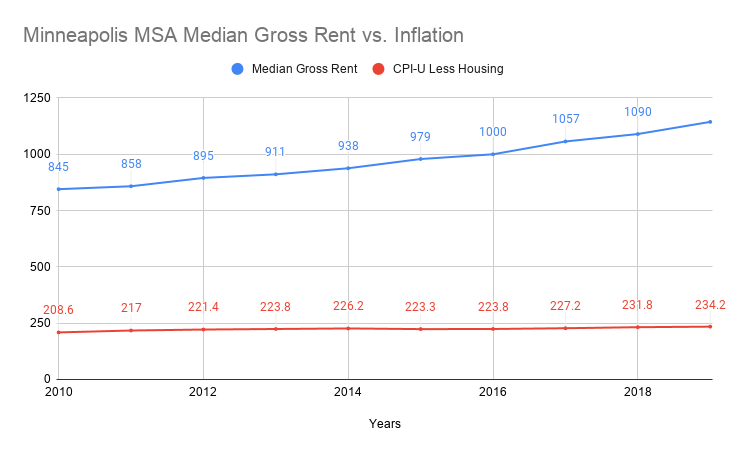 Minneapolis MSA Median Gross Rent vs. Inflation
Median Gross Rent CPI-U Less Housing
1250
1000
750
500
250
0
845 858 895 911 938 979 1000 1057 1090
208.6 217 221.4 223.8 226.2 223.3 223.8 227.2 231.8 234.2
2010 2012 2014 2016 2018
Years